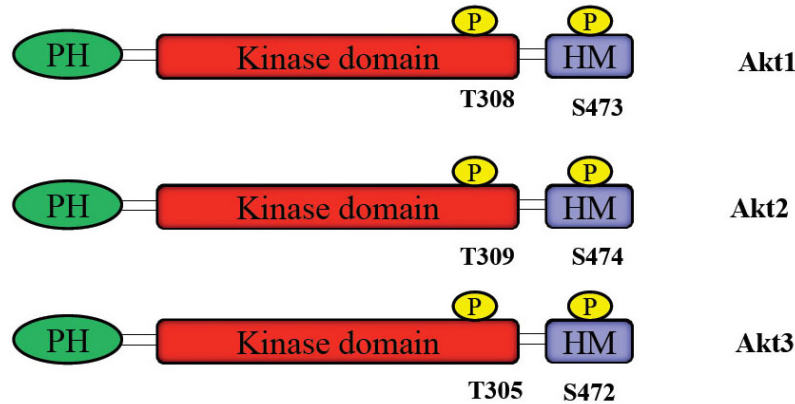 P P
PH Kinase domain HM Akt1
T308 S473
P P
PH Kinase domain HM Akt2
T309 S474
P P
PH Kinase domain HM Akt3
T305 S472